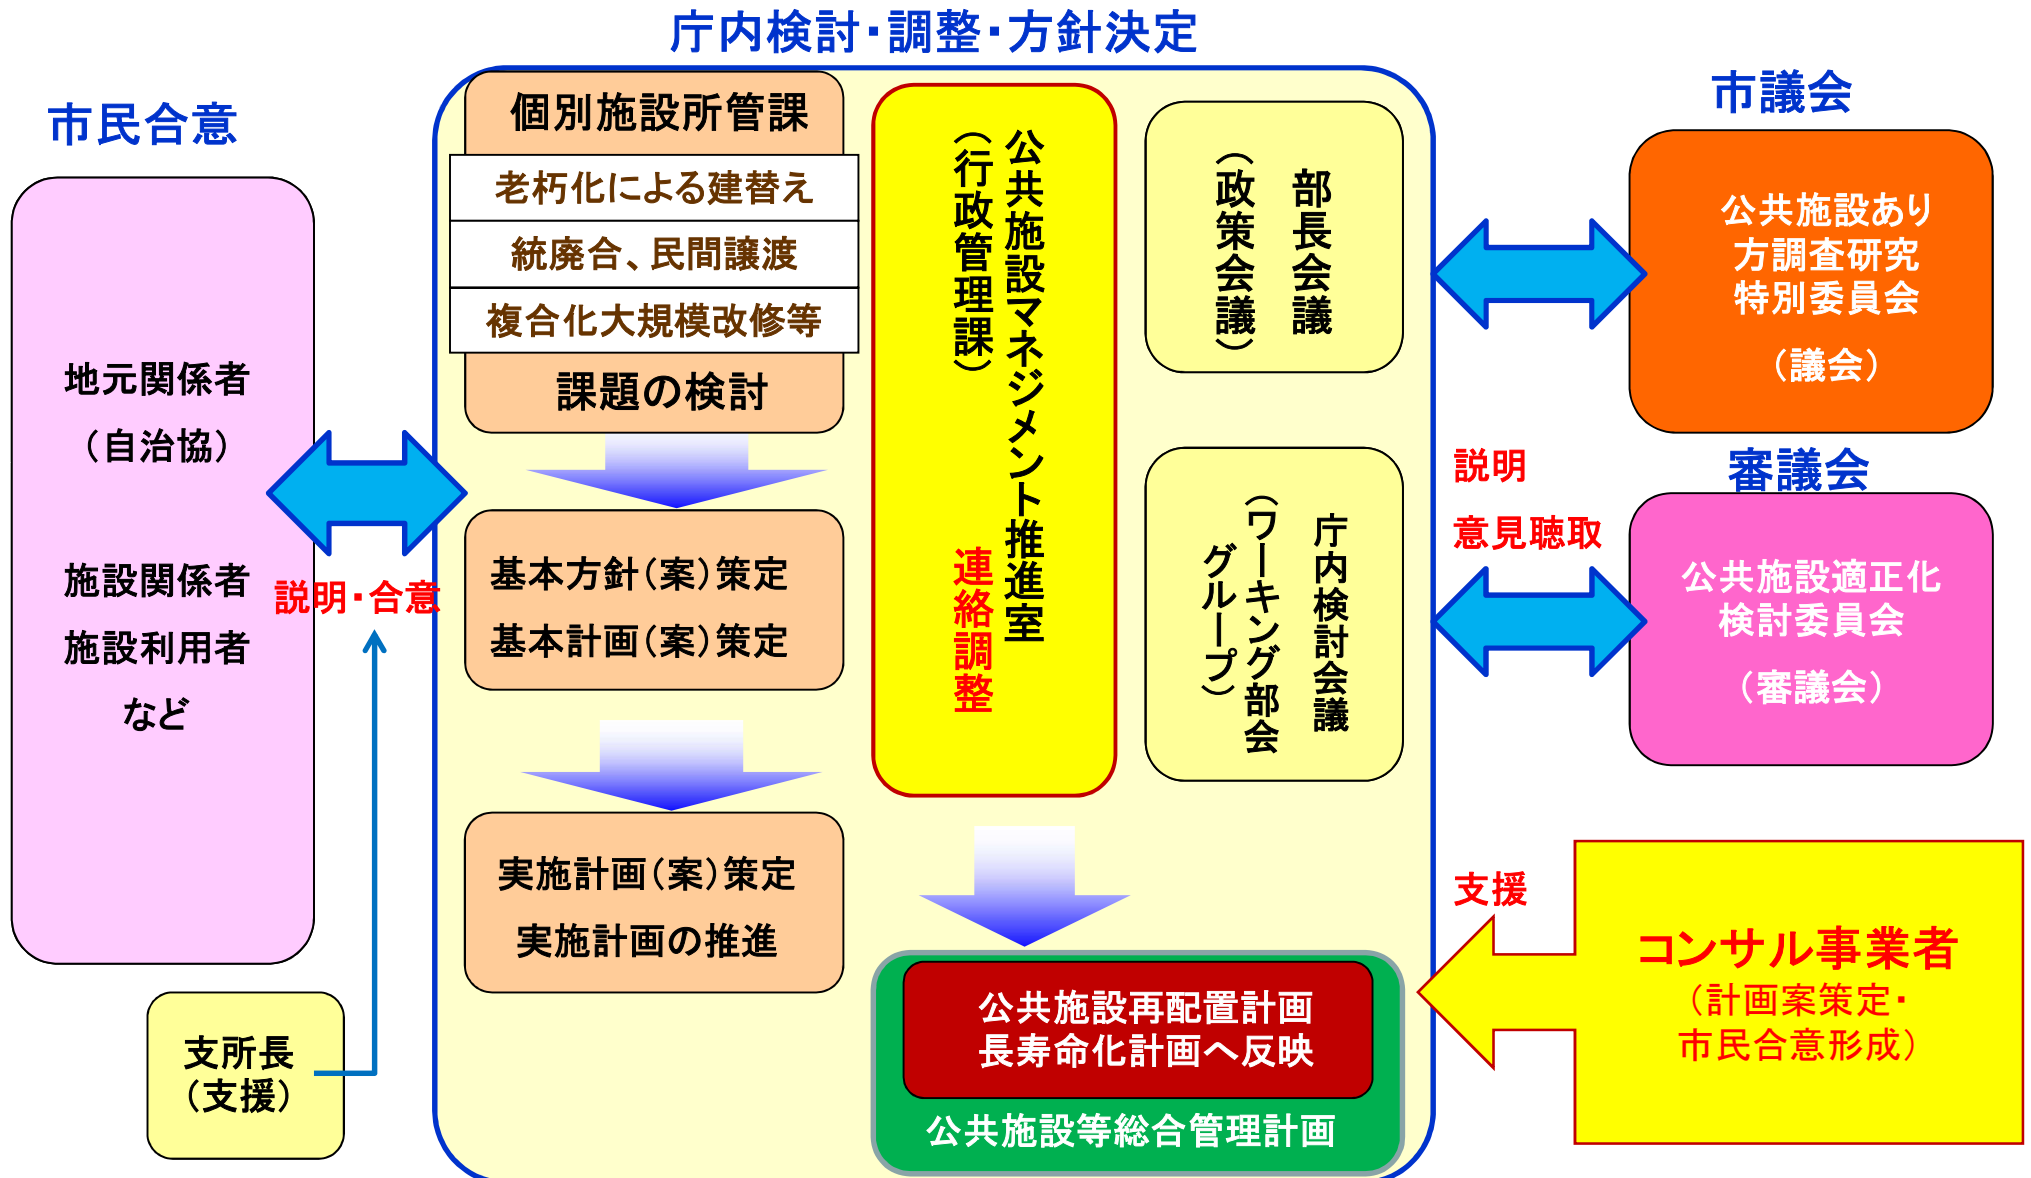 庁内検討・調整・方針決定
市民合意
地元関係者
（自治協）
施設関係者
施設利用者
など
説明・合意
支所長
（支援）
個別施設所管課
老朽化による建替え
統廃合、民間譲渡
複合化大規模改修等
課題の検討
基本方針（案）策定
基本計画（案）策定
実施計画（案）策定
実施計画の推進
公共施設マネジメント推進室
（行政管理課）
連絡調整
部長会議
（政策会議）
庁内検討会議
（ワーキング部会
グループ）
公共施設再配置計画
長寿命化計画へ反映
公共施設等総合管理計画
市議会
公共施設あり
方調査研究
特別委員会
（議会）
説明
意見聴取
審議会
公共施設適正化
検討委員会
（審議会）
支援
コンサル事業者
（計画案策定・
市民合意形成）